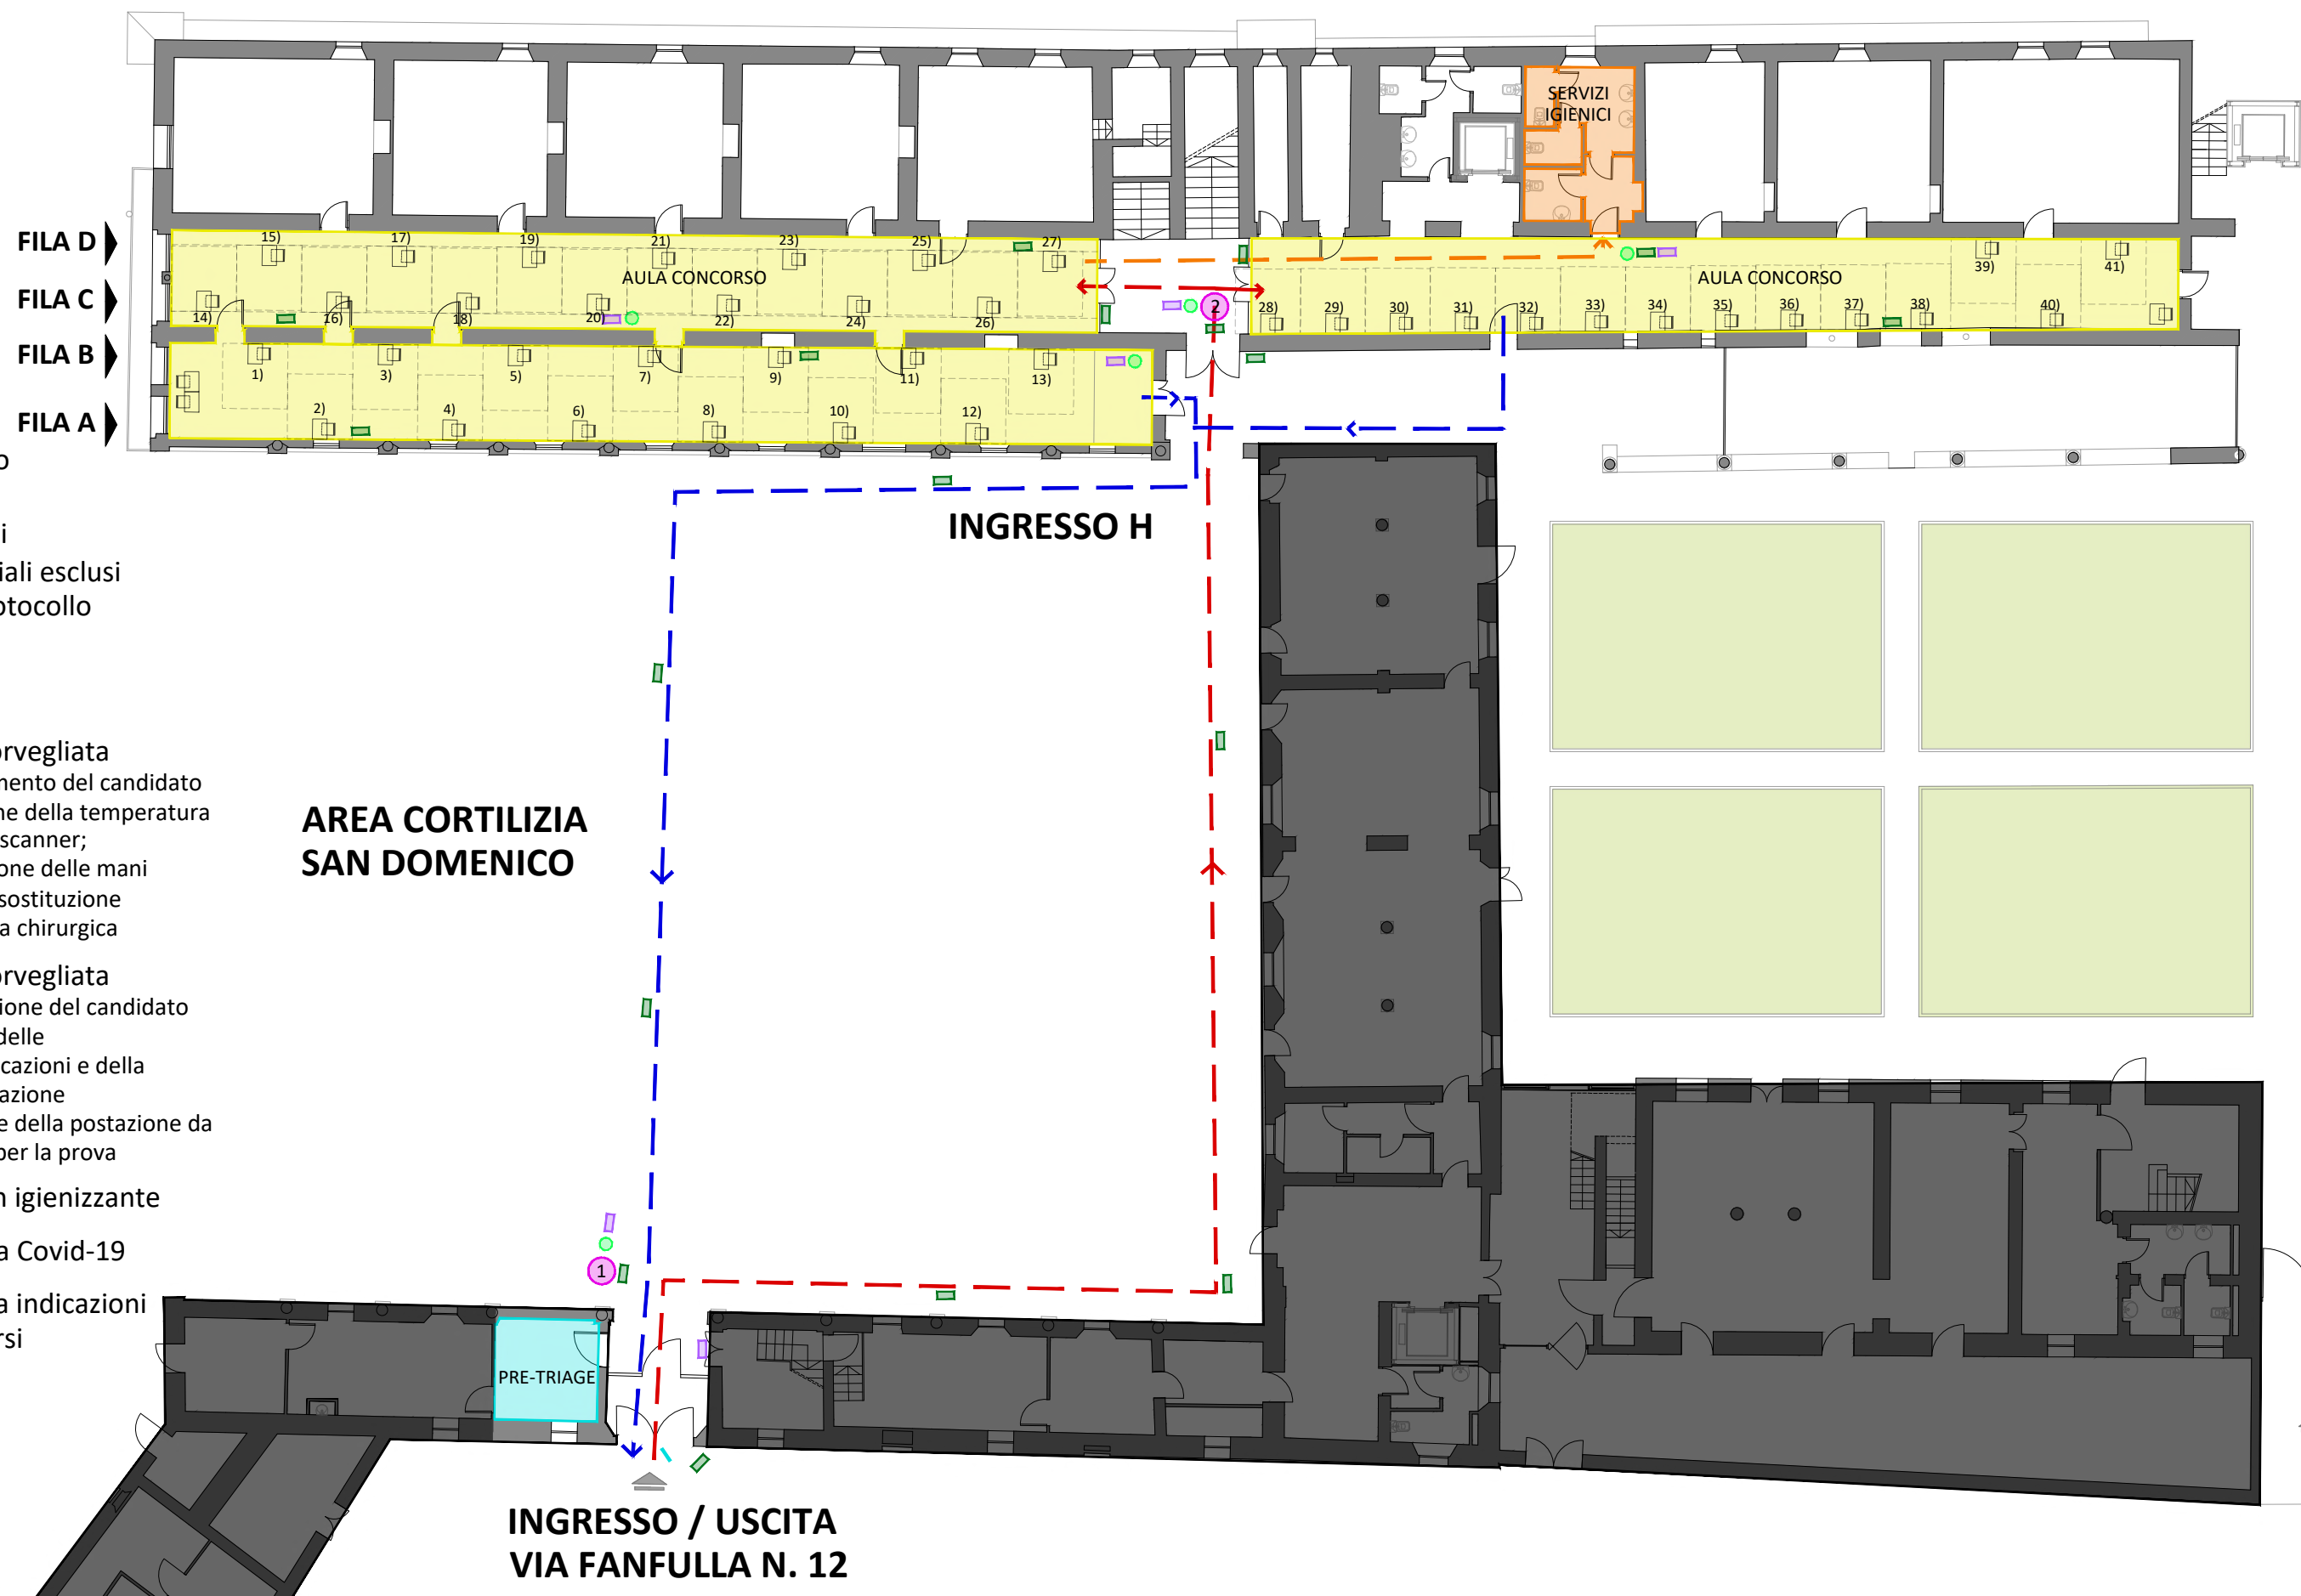 SERVIZI
IGIENICI
FILA D
15)
17)
19)
21)
23)
25)
27)
AULA CONCORSO
AULA CONCORSO
39)
41)
FILA C
14)
16)
18)
20)
22)
24)
26)
2
28)
29)
30)
31)
32)
33)
34)
35)
36)
37)
38)
40)
FILA B
1)
3)
5)
7)
9)
11)
13)
FILA A
2)
4)
6)
8)
10)
12)
o
INGRESSO H
i
iali esclusi
otocollo
orvegliata
mento del candidato
ne della temperatura
scanner;
one delle mani
sostituzione
a chirurgica
AREA CORTILIZIA
SAN DOMENICO
orvegliata
ione del candidato
delle
icazioni e della
azione
e della postazione da
per la prova
n igienizzante
a Covid-19
1
a indicazioni
rsi
PRE-TRIAGE
INGRESSO / USCITA
VIA FANFULLA N. 12